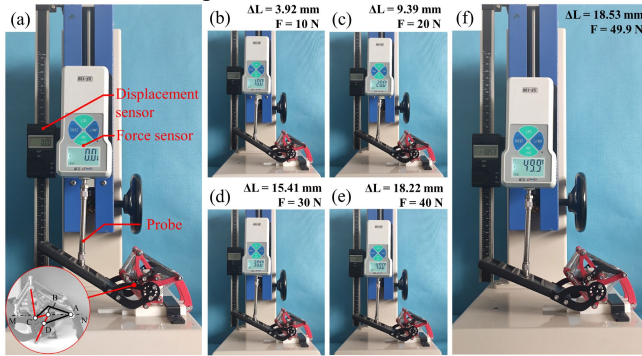 (a)
Displacement
sensor
Force sensor
0.0
Probe
B
A
M
C
N
D
(b)
ΔL = 3.92 mm
F = 10 N
(c)
ΔL = 9.39 mm
F = 20 N
(d)
ΔL = 15.41 mm
F = 30 N
(e)
ΔL = 18.22 mm
F = 40 N
(f)
ΔL = 18.53 mm
F = 49.9 N
49.9